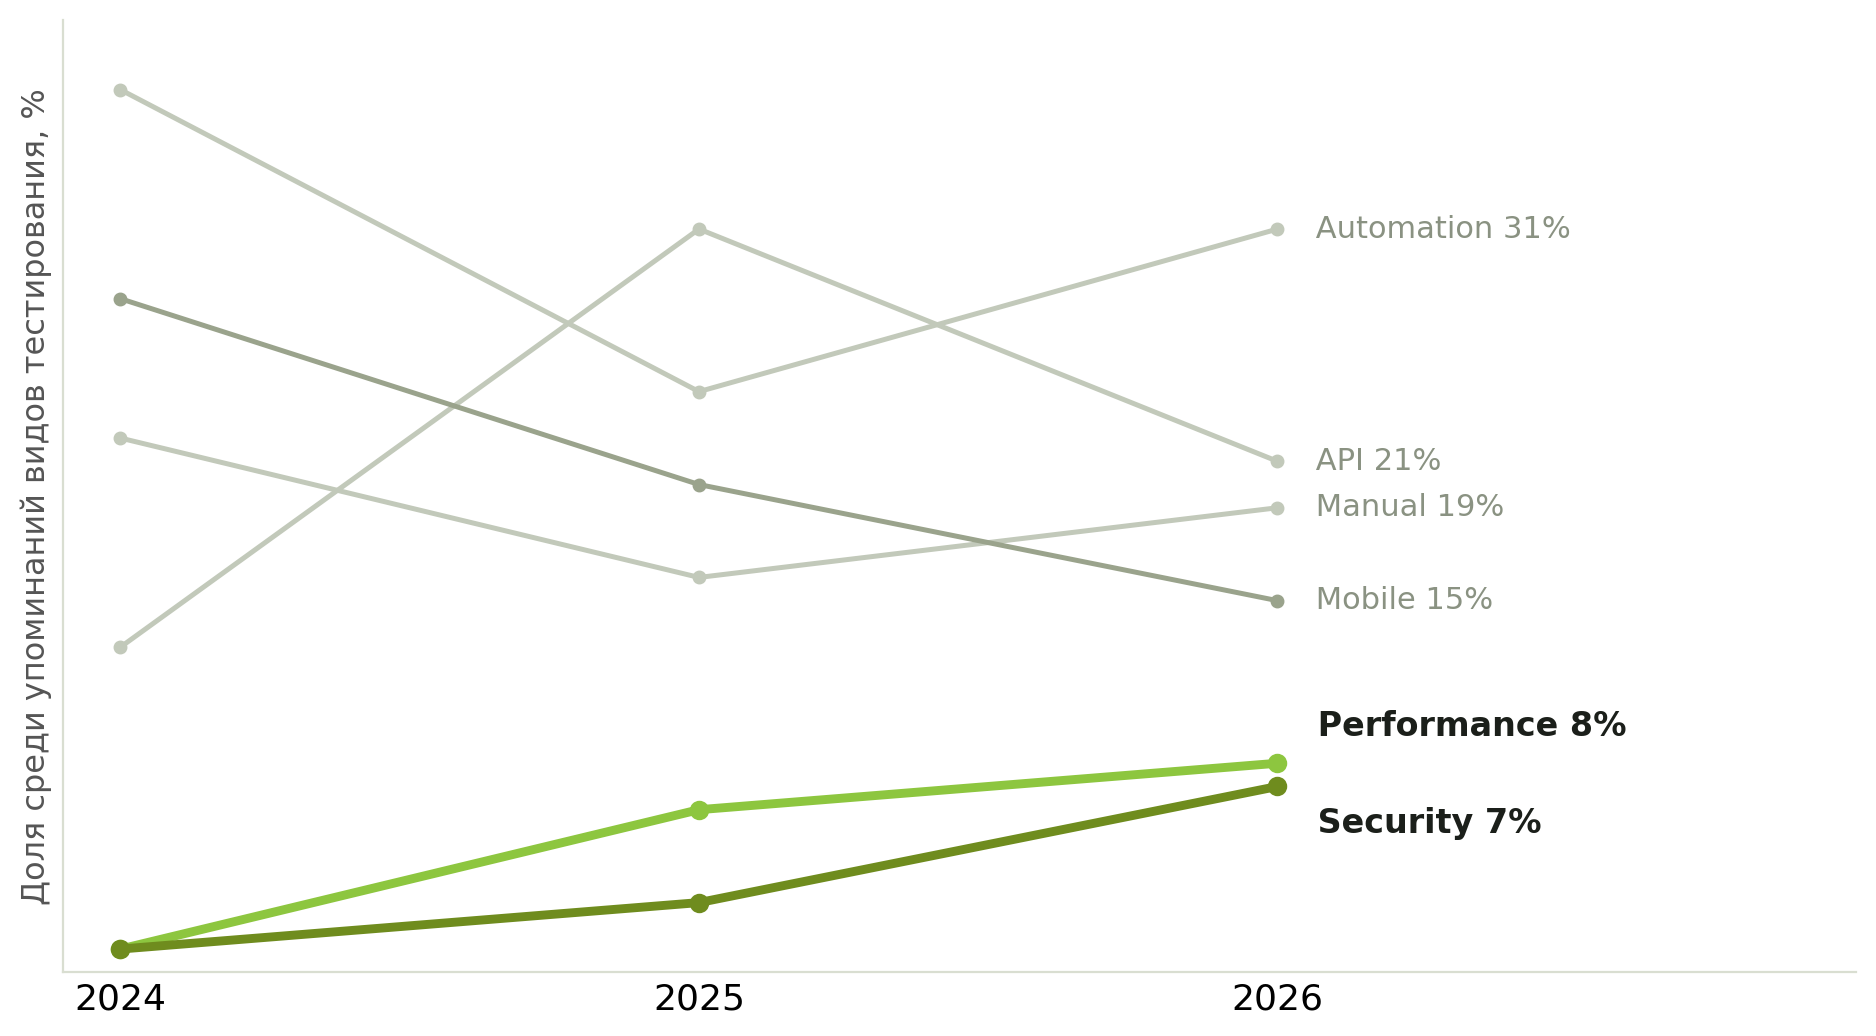 Доля среди упоминаний видов тестирования, %
Automation 31%
API 21%
Manual 19%
Mobile 15%
Performance 8%
Security 7%
2024
2025
2026